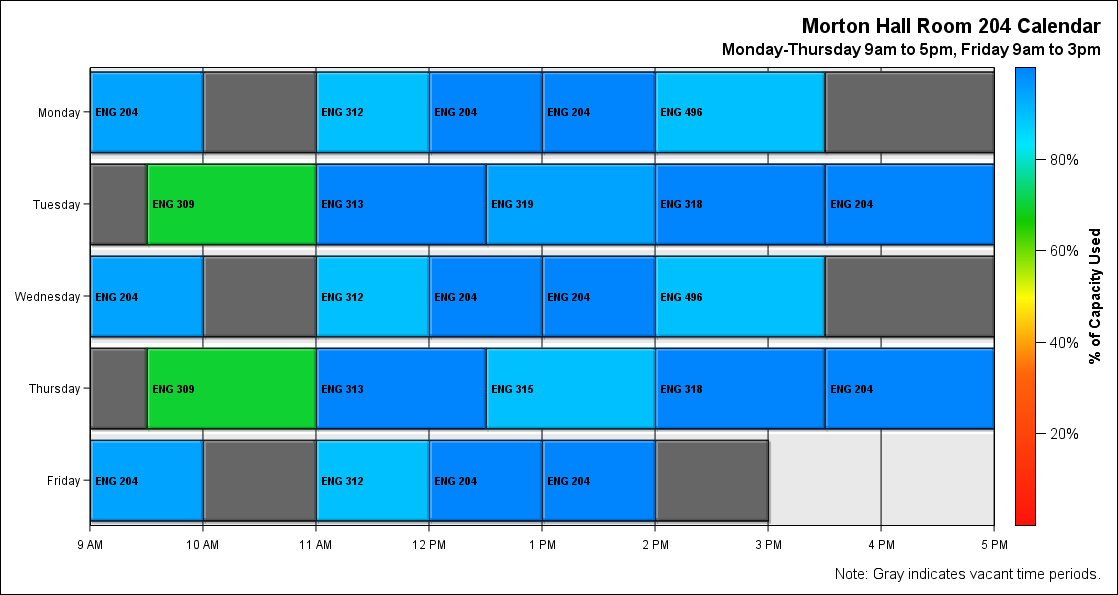 Morton Hall Room 204 Calendar
Monday-Thursday 9am to 5pm, Friday 9am to 3pm
Monday ENG 204 ENG 312 ENG 204 ENG 204 ENG 496
80%
Tuesday ENG 309 ENG 313 ENG 319 ENG 318 ENG 204
60%
% of Capacity Used
Wednesday ENG 204 ENG 312 ENG 204 ENG 204 ENG 496
40%
Thursday ENG 309 ENG 313 ENG 315 ENG 318 ENG 204
20%
Friday ENG 204 ENG 312 ENG 204 ENG 204
9 AM 10 AM 11 AM 12 PM 1 PM 2 PM 3 PM 4 PM 5 PM
Note: Gray indicates vacant time periods.